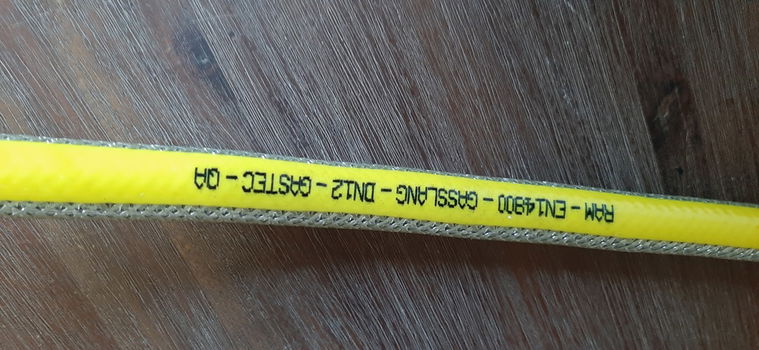 RAM - EN14800 - GASSLANG - DN12 - GASTEC - QA